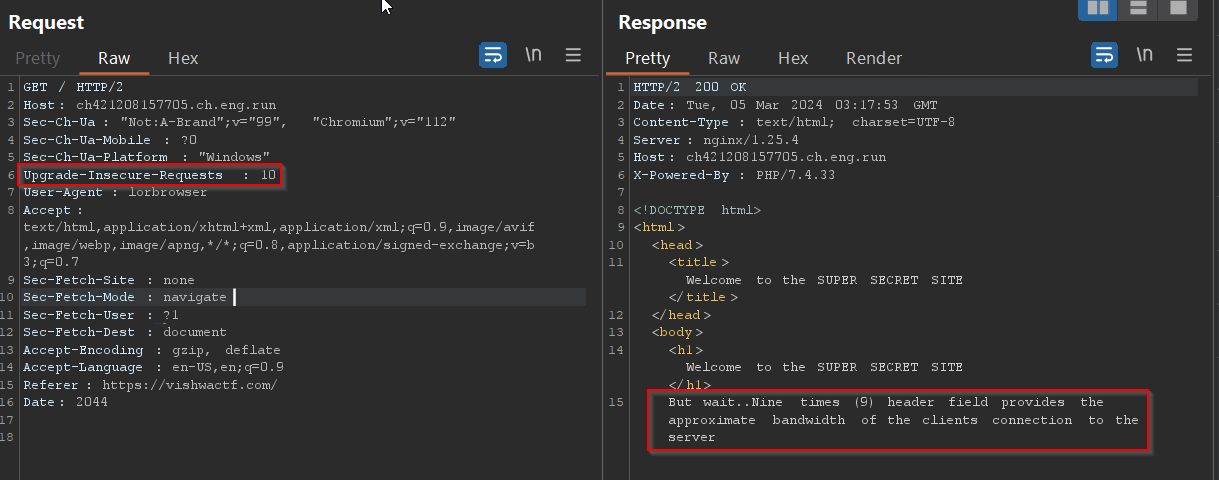 Request
Pretty Raw Hex
\n
1 GET / HTTP/2
2 Host : ch421208157705.ch.eng.run
3 Sec-Ch-Ua : "Not:A-Brand";v="99", "Chromium";v="112"
4 Sec-Ch-Ua-Mobile : ?0
5 Sec-Ch-Ua-Platform : "Windows"
6 Upgrade-Insecure-Requests : 10
7 User-Agent : lorbrowser
8 Accept :
text/html,application/xhtml+xml,application/xml;q=0.9,image/avif
,image/webp,image/apng,*/*;q=0.8,application/signed-exchange;v=b
3;q=0.7
9 Sec-Fetch-Site : none
10 Sec-Fetch-Mode : navigate
11 Sec-Fetch-User : ?1
12 Sec-Fetch-Dest : document
13 Accept-Encoding : gzip, deflate
14 Accept-Language : en-US,en;q=0.9
15 Referer : https://vishwactf.com/
16 Date : 2044
17
18
Response
Pretty Raw Hex Render
\n
1 HTTP/2 200 OK
2 Date : Tue, 05 Mar 2024 03:17:53 GMT
3 Content-Type : text/html; charset=UTF-8
4 Server : nginx/1.25.4
5 Host : ch421208157705.ch.eng.run
6 X-Powered-By : PHP/7.4.33
7
8 <!DOCTYPE html>
9 <html>
10 <head>
11 <title>
Welcome to the SUPER SECRET SITE
</title>
12 </head>
13 <body>
14 <h1>
Welcome to the SUPER SECRET SITE
</h1>
15 But wait..Nine times (9) header field provides the
approximate bandwidth of the clients connection to the
server